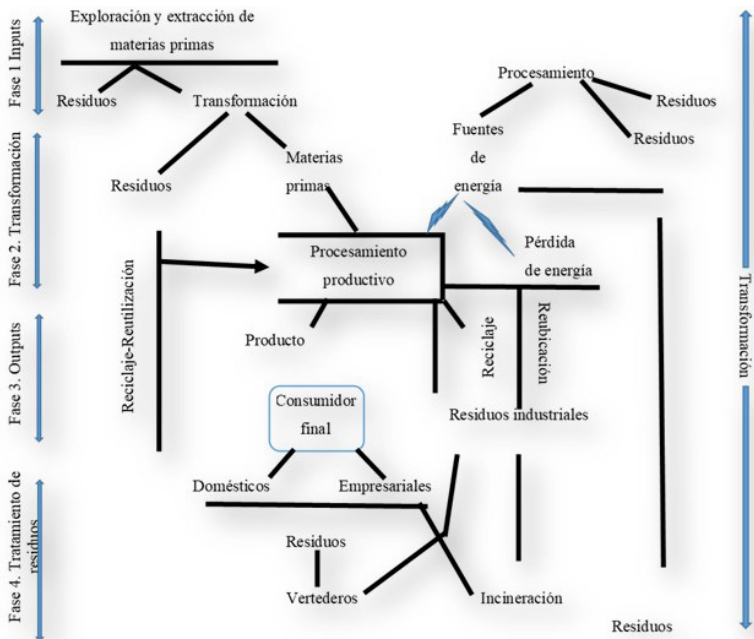 Fase 1 Inputs
Exploración y extracción de
materias primas
Residuos
Transformación
Procesamiento
Residuos
Residuos
Fuentes
de
energía
Fase 2. Transformación
Residuos
Materias
primas
Procesamiento
productivo
Pérdida
de energía
Transformación
Reciclaje-Reutilización
Fase 3. Outputs
Producto
Reciclaje
Reubicación
Consumidor
final
Residuos industriales
Domésticos
Empresariales
Fase 4. Tratamiento de
residuos
Residuos
Vertederos
Incineración
Residuos